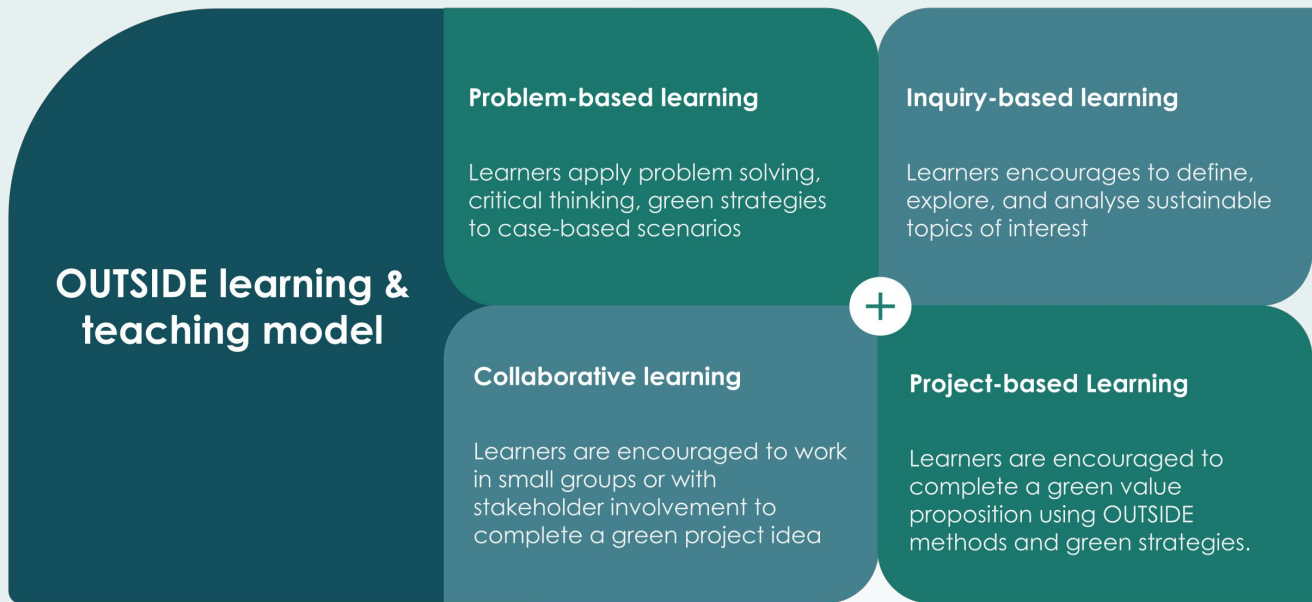 OUTSIDE learning &
teaching model
Problem-based learning
Learners apply problem solving,
critical thinking, green strategies
to case-based scenarios
Inquiry-based learning
Learners encourages to define,
explore, and analyse sustainable
topics of interest
+
Collaborative learning
Learners are encouraged to work
in small groups or with
stakeholder involvement to
complete a green project idea
Project-based Learning
Learners are encouraged to
complete a green value
proposition using OUTSIDE
methods and green strategies.